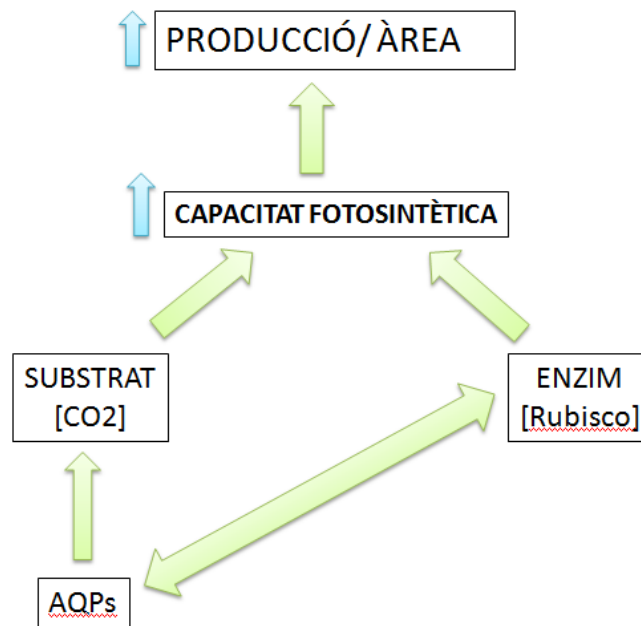 PRODUCCIÓ/ ÀREA
CAPACITAT FOTOSINTÈTICA
SUBSTRAT
[CO2]
ENZIM
[Rubisco]
AQPs